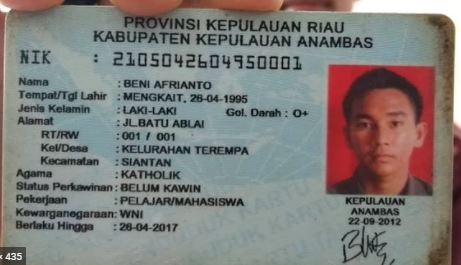 PROVINSI KEPULAUAN RIAU
KABUPATEN KEPULAUAN ANAMBAS
NIK : 2105042604950001
Nama : BENI AFRIANTO
Tempat/Tgl Lahir : MENGKAIT, 26-04-1995
Jenis Kelamin : LAKI-LAKI Gol. Darah : O+
Alamat : JL.BATU ABLAI
RT/RW : 001 / 001
Kel/Desa : KELURAHAN TEREMPA
Kecamatan : SIANTAN
Agama : KATHOLIK
Status Perkawinan : BELUM KAWIN
Pekerjaan : PELAJAR/MAHASISWA
Kewarganegaraan: WNI
Berlaku Hingga : 26-04-2017
KEPULAUAN
ANAMBAS
22-09-2012
× 435